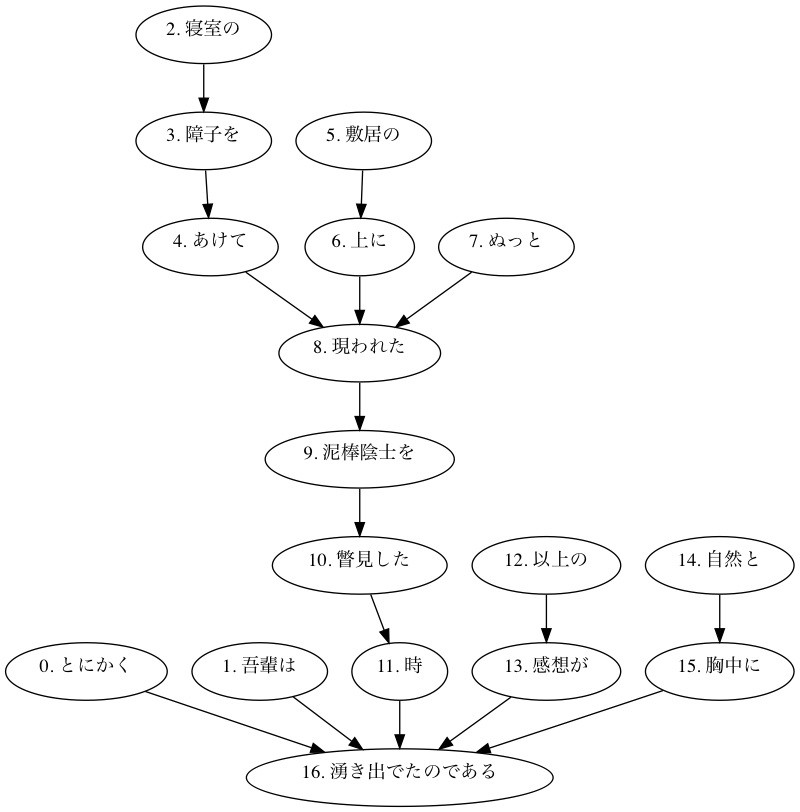 2. 寝室の
3. 障子を
5. 敷居の
4. あけて
6. 上に
7. ぬっと
8. 現われた
9. 泥棒陰士を
10. 瞥見した
12. 以上の
14. 自然と
0. とにかく
1. 吾輩は
11. 時
13. 感想が
15. 胸中に
16. 湧き出でたのである